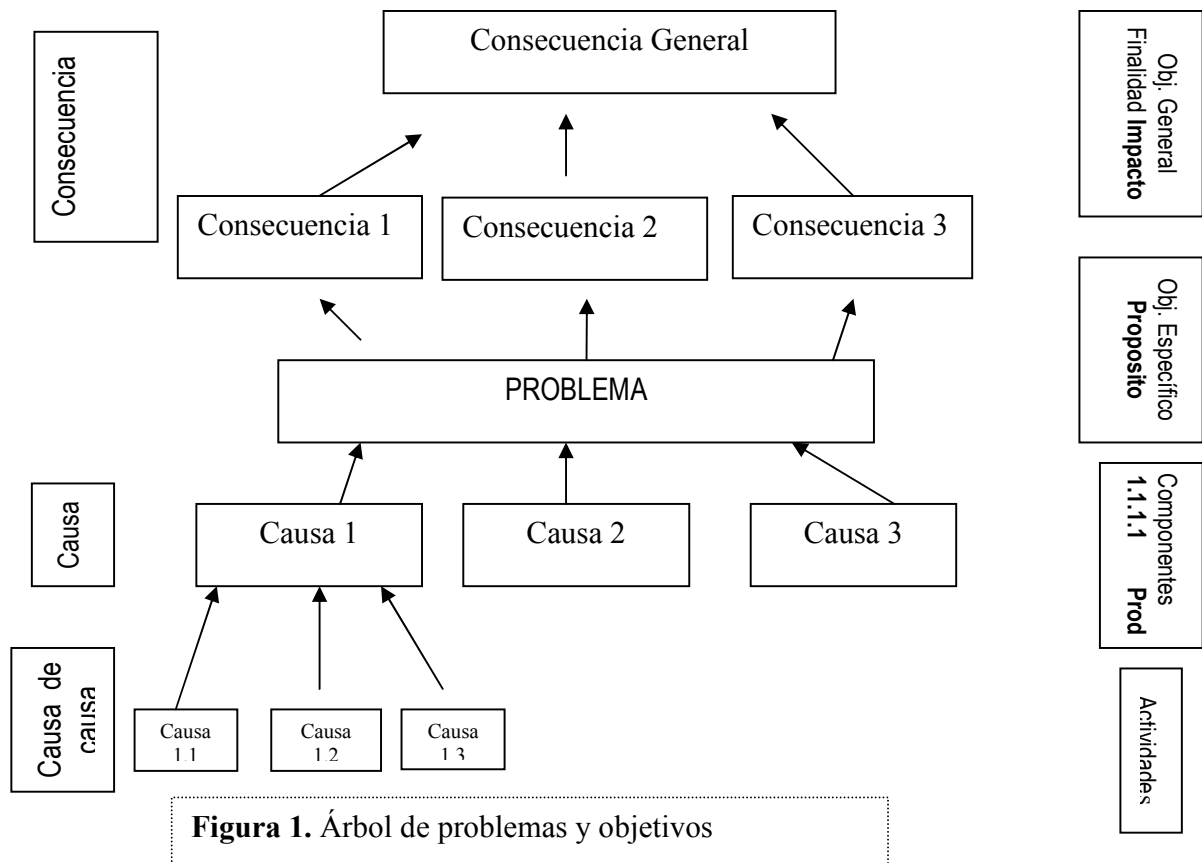 Consecuencia General
Consecuencia
Obj. General
Finalidad Impacto
Consecuencia 1
Consecuencia 2
Consecuencia 3
Obj. Específico
Proposito
PROBLEMA
Causa
Causa 1
Causa 2
Causa 3
Componentes
1.1.1.1 Prod
Causa de
causa
Causa
1.1
Causa
1.2
Causa
1.3
Actividades
Figura 1. Árbol de problemas y objetivos